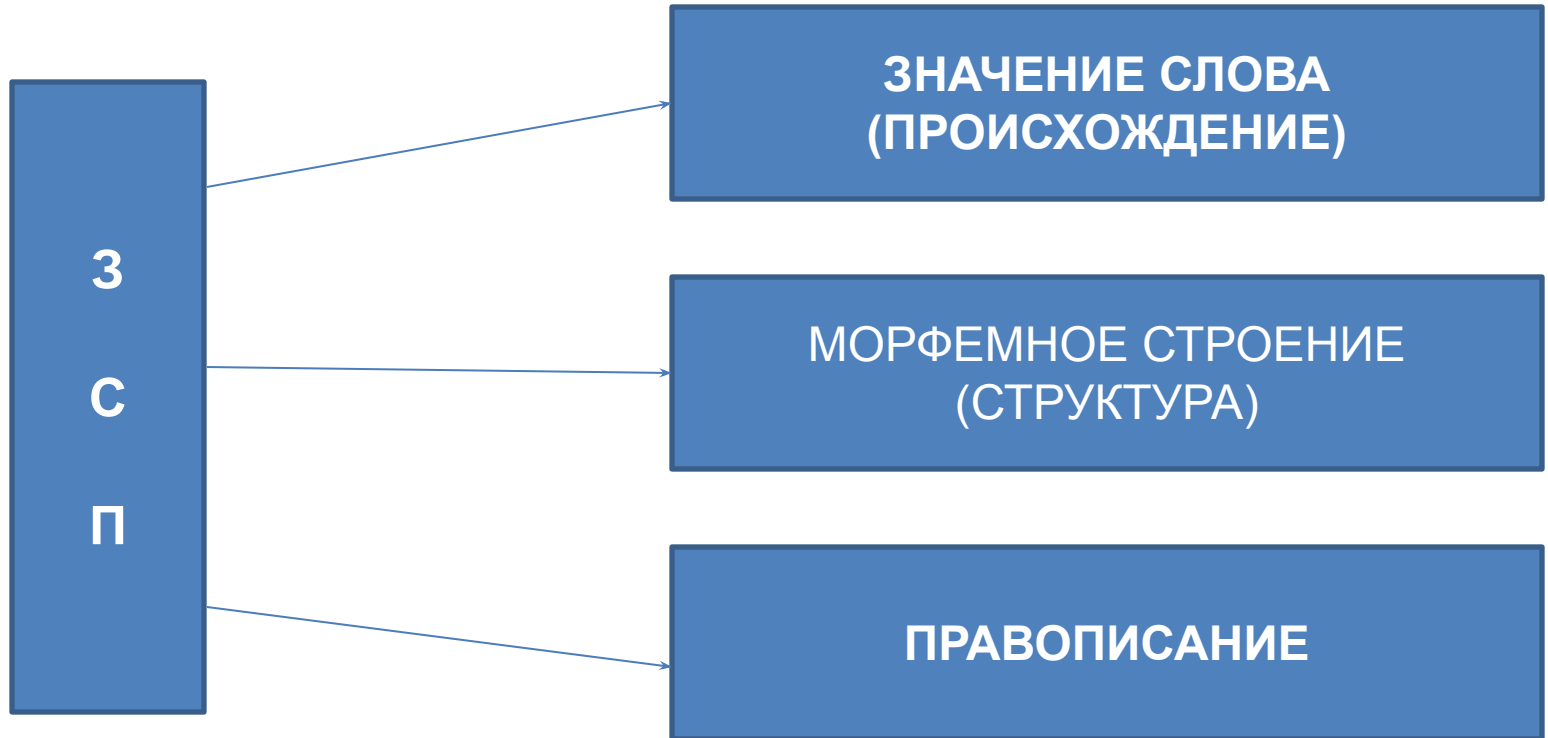 З
С
П
ЗНАЧЕНИЕ СЛОВА
(ПРОИСХОЖДЕНИЕ)
МОРФЕМНОЕ СТРОЕНИЕ
(СТРУКТУРА)
ПРАВОПИСАНИЕ